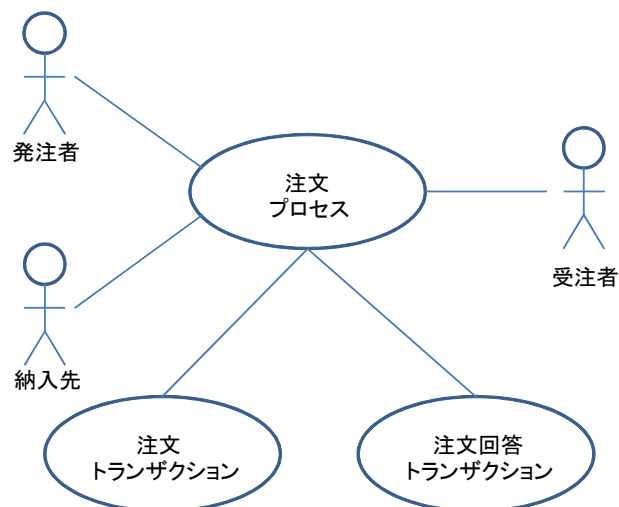 発注者
注文
プロセス
受注者
納入先
注文
トランザクション
注文回答
トランザクション